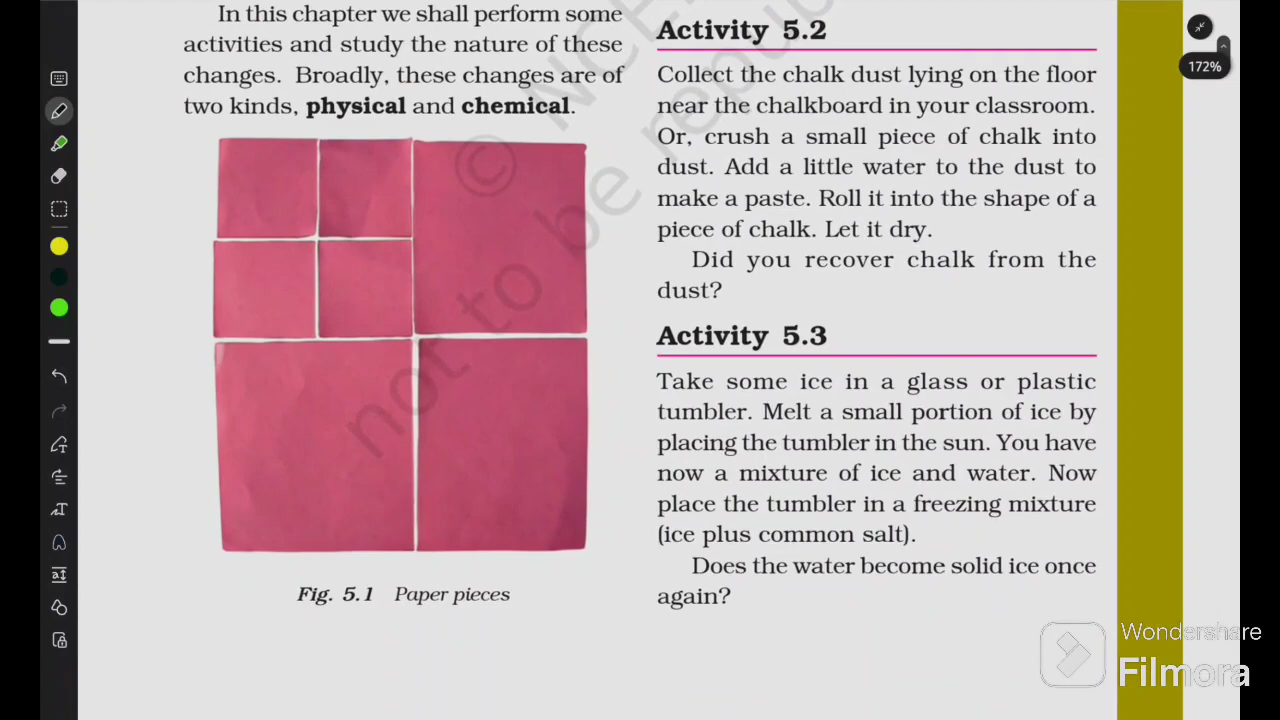 In this chapter we shall perform some
activities and study the nature of these
changes. Broadly, these changes are of
two kinds, physical and chemical.
Fig. 5.1 Paper pieces
Activity 5.2
Collect the chalk dust lying on the floor
near the chalkboard in your classroom.
Or, crush a small piece of chalk into
dust. Add a little water to the dust to
make a paste. Roll it into the shape of a
piece of chalk. Let it dry.
Did you recover chalk from the
dust?
Activity 5.3
Take some ice in a glass or plastic
tumbler. Melt a small portion of ice by
placing the tumbler in the sun. You have
now a mixture of ice and water. Now
place the tumbler in a freezing mixture
(ice plus common salt).
Does the water become solid ice once
again?
© NCE
not to be repu
172%
Wondershare
Filmora